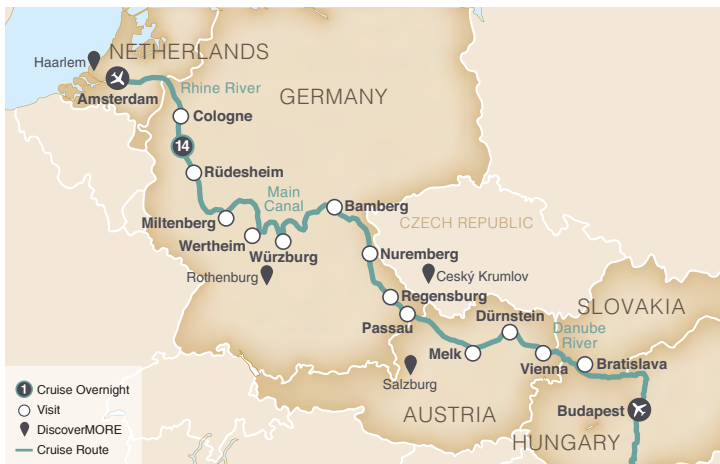 NETHERLANDS
Haarlem
Amsterdam
Rhine River
GERMANY
Cologne
14
Rüdesheim
Main
Canal
Miltenberg
Bamberg
Wertheim
Würzburg
CZECH REPUBLIC
Nuremberg
Rothenburg
Ceský Krumlov
Regensburg
SLOVAKIA
Passau
Dürnstein
Danube
River
Melk
Vienna
Bratislava
Salzburg
AUSTRIA
Budapest
HUNGARY
1 Cruise Overnight
Visit
DiscoverMORE
Cruise Route